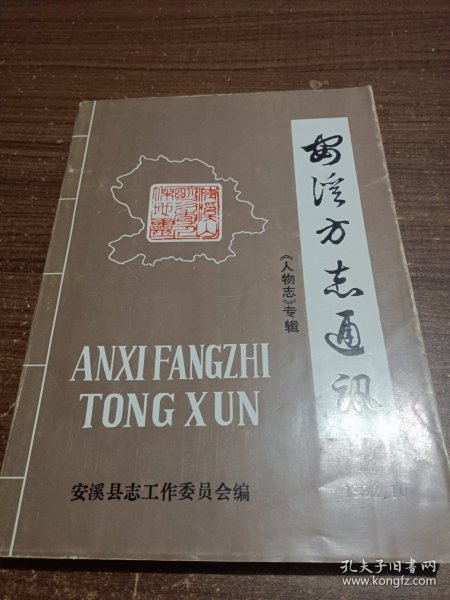 安溪方志通讯
《人物志》专辑
ANXI FANGZHI
TONG XUN
安溪县志工作委员会编
孔夫子旧书网
www.kongfz.com